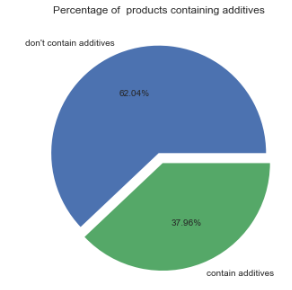 Percentage of  products containing additives
don't contain additives
62.04%
37.96%
contain additives